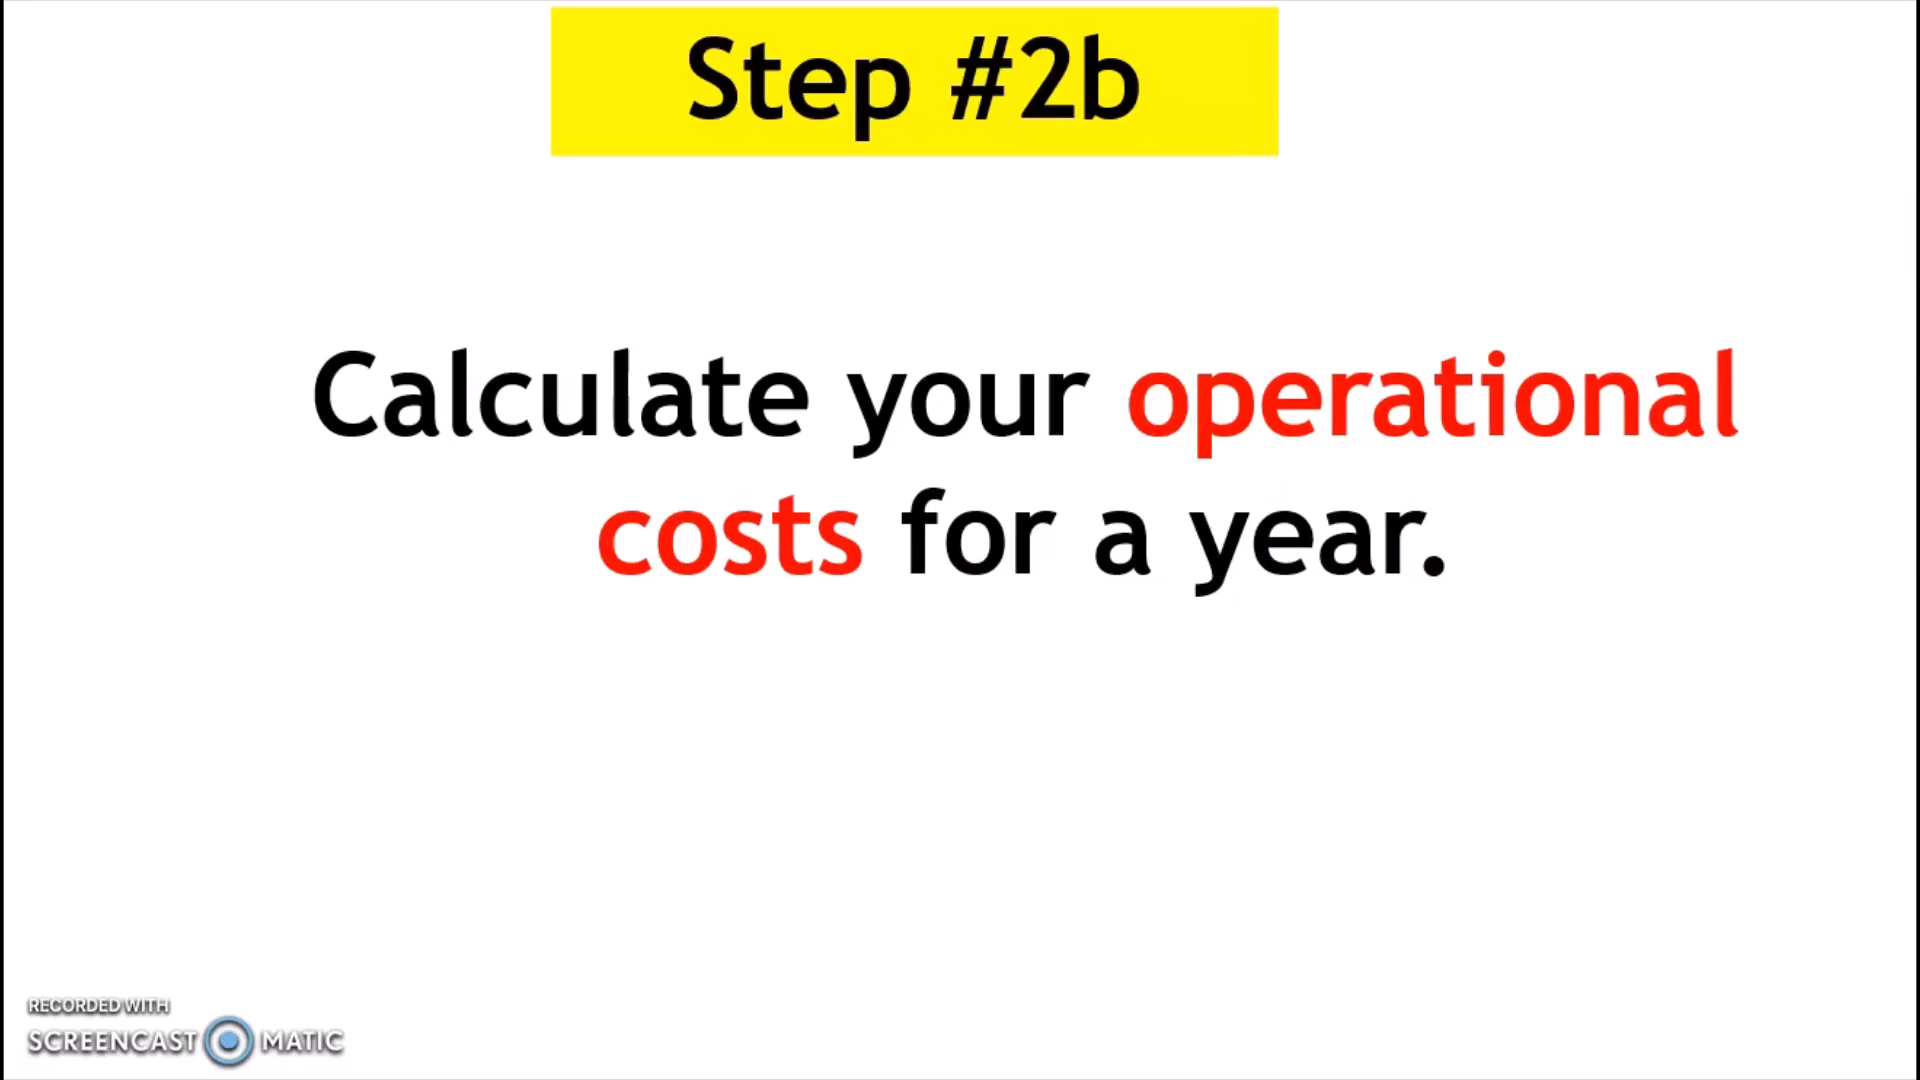 Step #2b
Calculate your operational
costs for a year.
RECORDED WITH
SCREENCAST MATIC